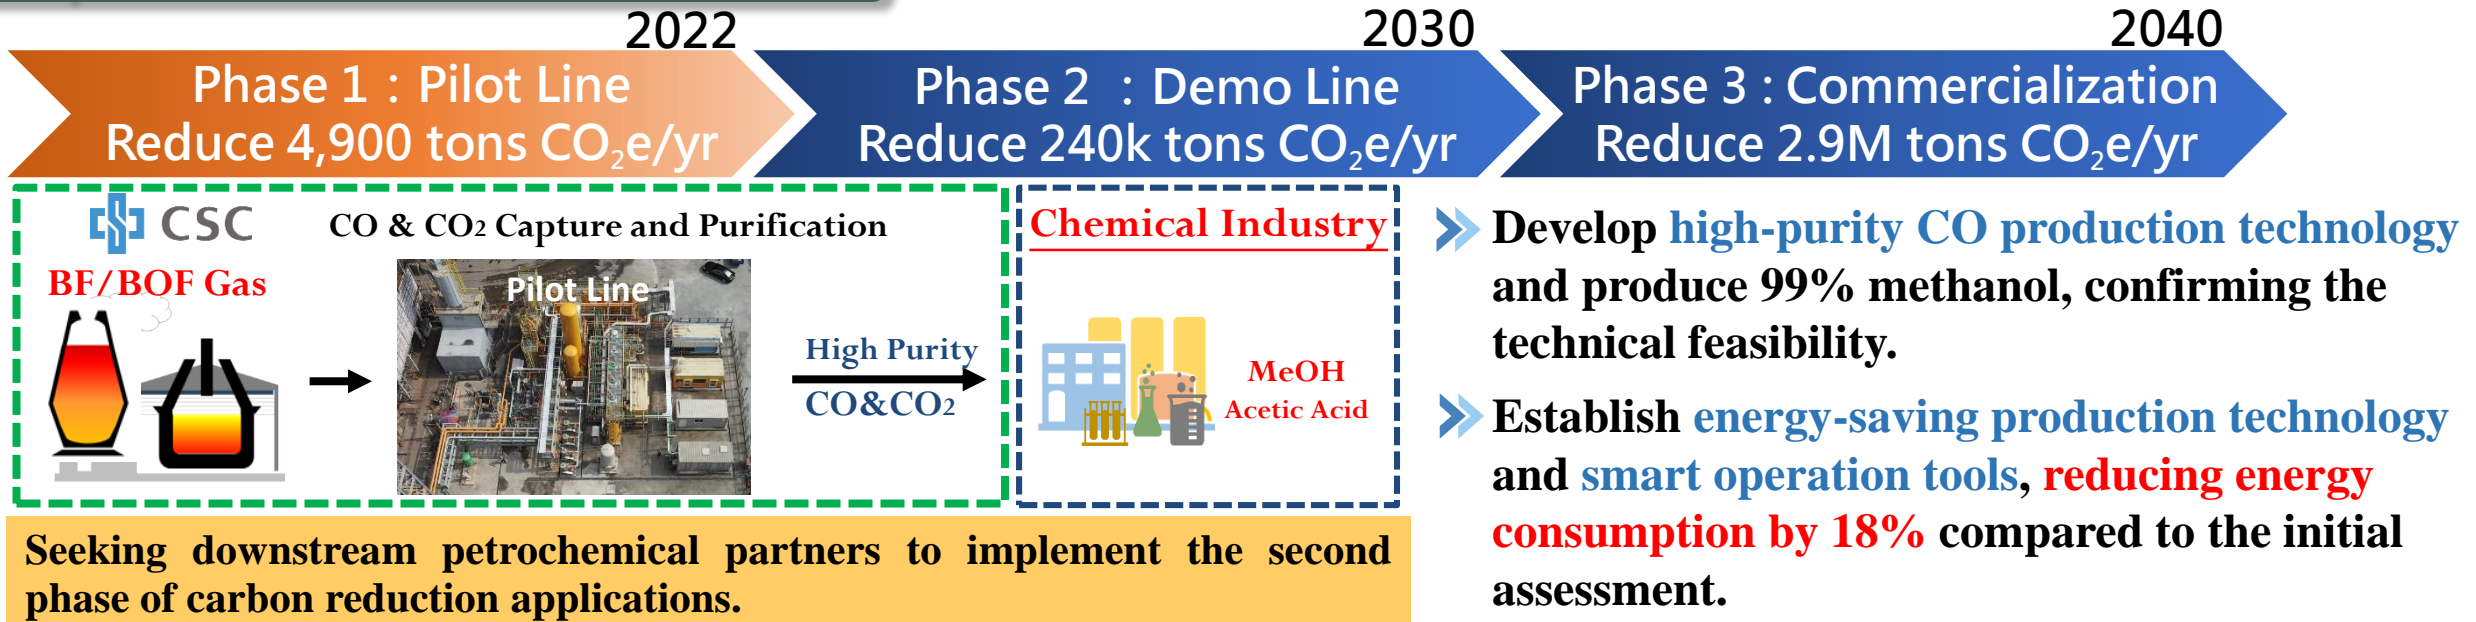 2022
2030
2040
Phase 1：Pilot Line
Reduce 4,900 tons CO₂e/yr
Phase 2 ：Demo Line
Reduce 240k tons CO₂e/yr
Phase 3 : Commercialization
Reduce 2.9M tons CO₂e/yr
CSC
CO & CO2 Capture and Purification
BF/BOF Gas
Pilot Line
High Purity
CO&CO2
Chemical Industry
MeOH
Acetic Acid
Seeking downstream petrochemical partners to implement the second
phase of carbon reduction applications.
Develop high-purity CO production technology
and produce 99% methanol, confirming the
technical feasibility.
Establish energy-saving production technology
and smart operation tools, reducing energy
consumption by 18% compared to the initial
assessment.